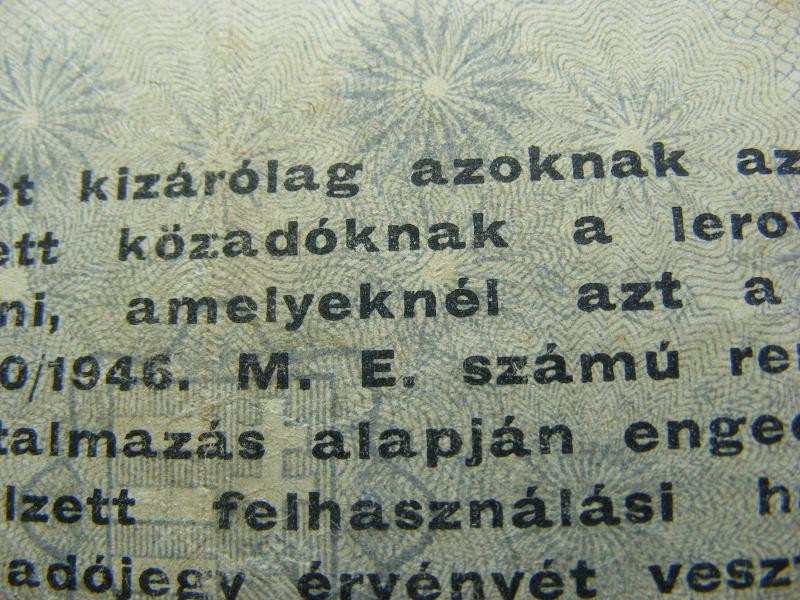 et kizárólag azoknak az
ett közadóknak a lerov
ni, amelyeknél azt a
0/1946. M. E. számú re
talmazás alapján enged
lzett felhasználási h
adójegy érvényét veszt